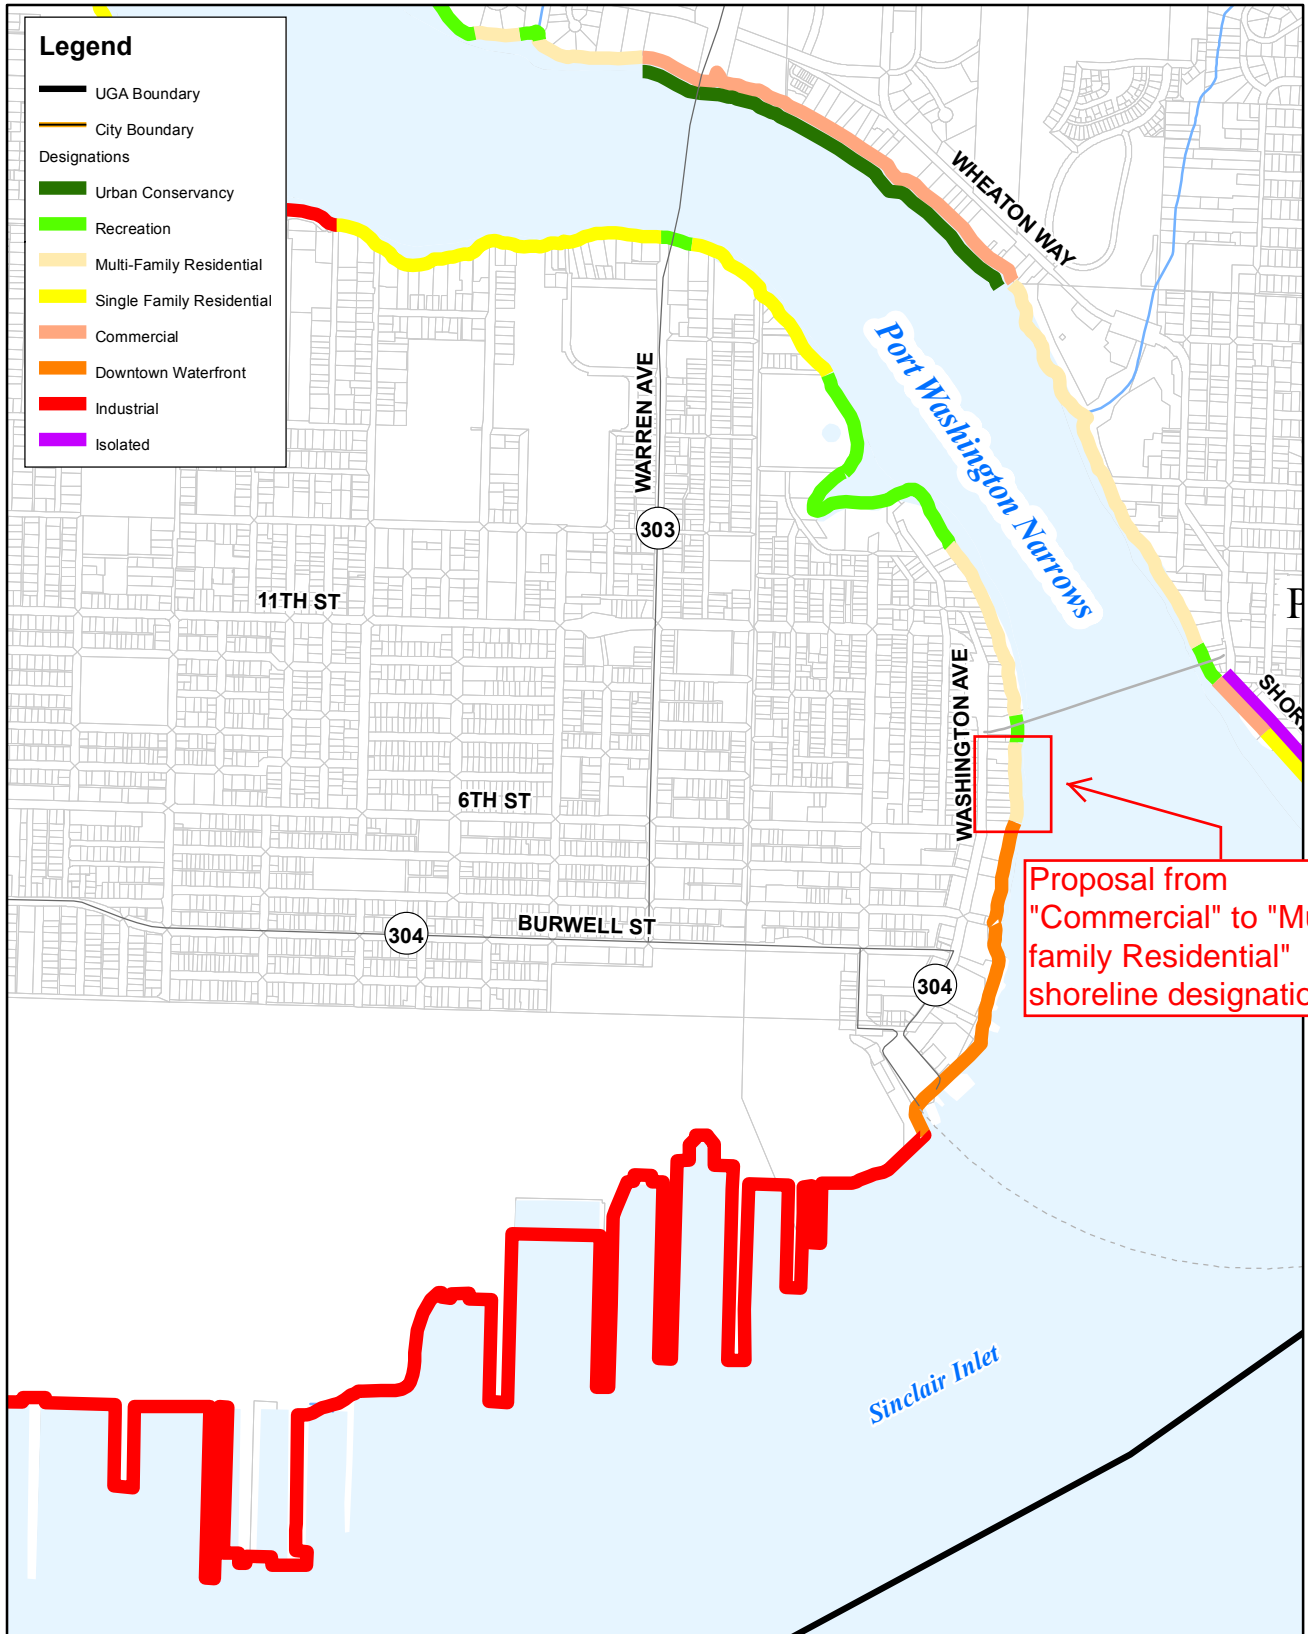 Legend
UGA Boundary
City Boundary
Designations
Urban Conservancy
Recreation
Multi-Family Residential
Single Family Residential
Commercial
Downtown Waterfront
Industrial
Isolated
WHEATON WAY
Port Washington Narrows
WARREN AVE
303
11TH ST
P
WASHINGTON AVE
SHOR
6TH ST
Proposal from
"Commercial" to "Mu
family Residential"
shoreline designatio
BURWELL ST
304
304
Sinclair Inlet